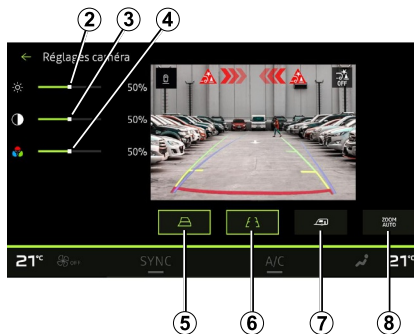 2 3 4
Réglages caméra
50%
50%
50%
OFF
ZOOM
AUTO
21°C OFF SYNC A/C 21°C
5 6 7 8